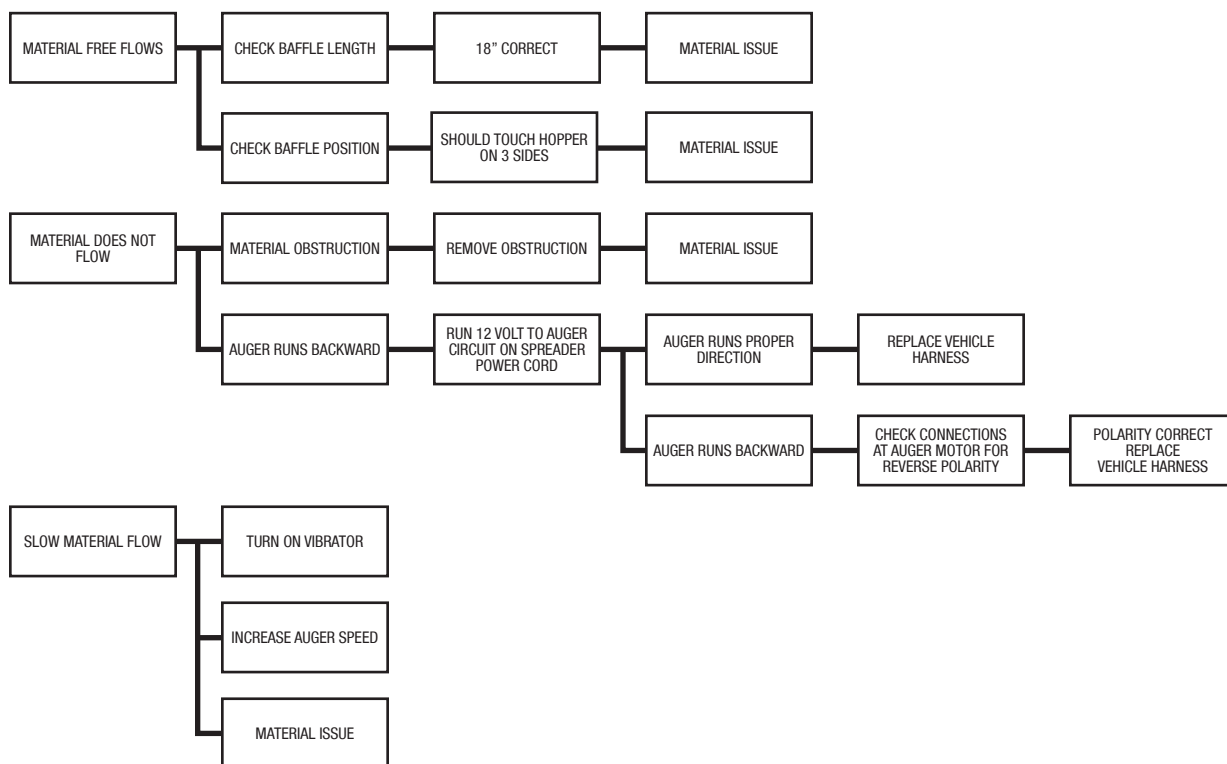 MATERIAL FREE FLOWS
CHECK BAFFLE LENGTH
18" CORRECT
MATERIAL ISSUE
CHECK BAFFLE POSITION
SHOULD TOUCH HOPPER
ON 3 SIDES
MATERIAL ISSUE
MATERIAL DOES NOT
FLOW
MATERIAL OBSTRUCTION
REMOVE OBSTRUCTION
MATERIAL ISSUE
AUGER RUNS BACKWARD
RUN 12 VOLT TO AUGER
CIRCUIT ON SPREADER
POWER CORD
AUGER RUNS PROPER
DIRECTION
REPLACE VEHICLE
HARNESS
AUGER RUNS BACKWARD
CHECK CONNECTIONS
AT AUGER MOTOR FOR
REVERSE POLARITY
POLARITY CORRECT
REPLACE
VEHICLE HARNESS
SLOW MATERIAL FLOW
TURN ON VIBRATOR
INCREASE AUGER SPEED
MATERIAL ISSUE